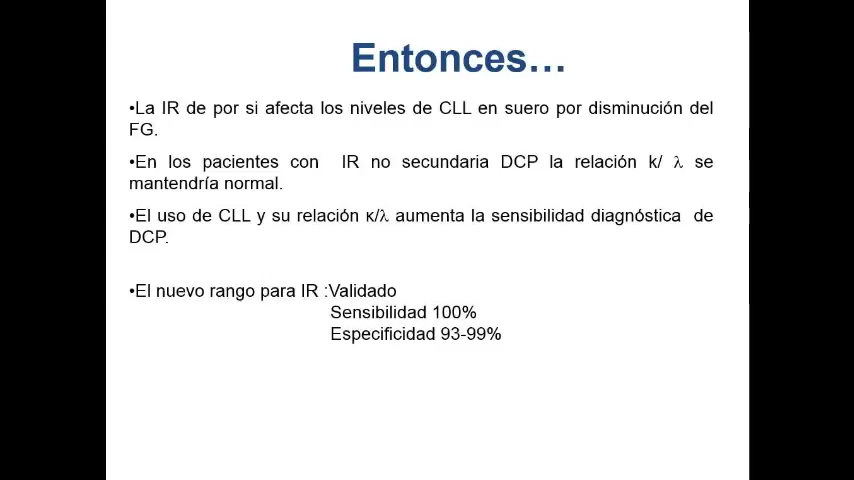 Entonces…
•La IR de por si afecta los niveles de CLL en suero por disminución del
FG.
•En los pacientes con IR no secundaria DCP la relación k/ λ se
mantendría normal.
•El uso de CLL y su relación κ/λ aumenta la sensibilidad diagnóstica de
DCP.
•El nuevo rango para IR :Validado
Sensibilidad 100%
Especificidad 93-99%